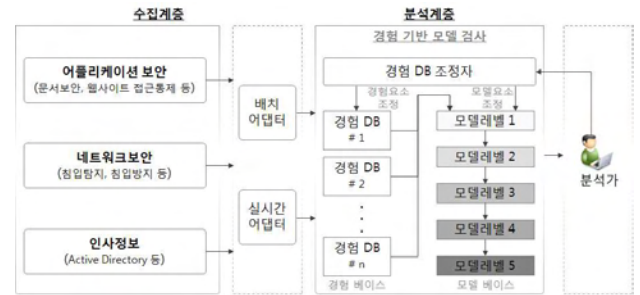 수집계층
분석계층
경험 기반 모델 검사
어플리케이션 보안
(문서보안, 웹사이트 접근통제 등)
네트워크보안
(침입탐지, 침입방지 등)
인사정보
(Active Directory 등)
배치
어댑터
실시간
어댑터
경험 DB 조정자
경험요소
조정
모델요소
조정
경험 DB
# 1
경험 DB
# 2
경험 DB
# n
경험 베이스
모델레벨 1
모델레벨 2
모델레벨 3
모델레벨 4
모델레벨 5
모델 베이스
분석가